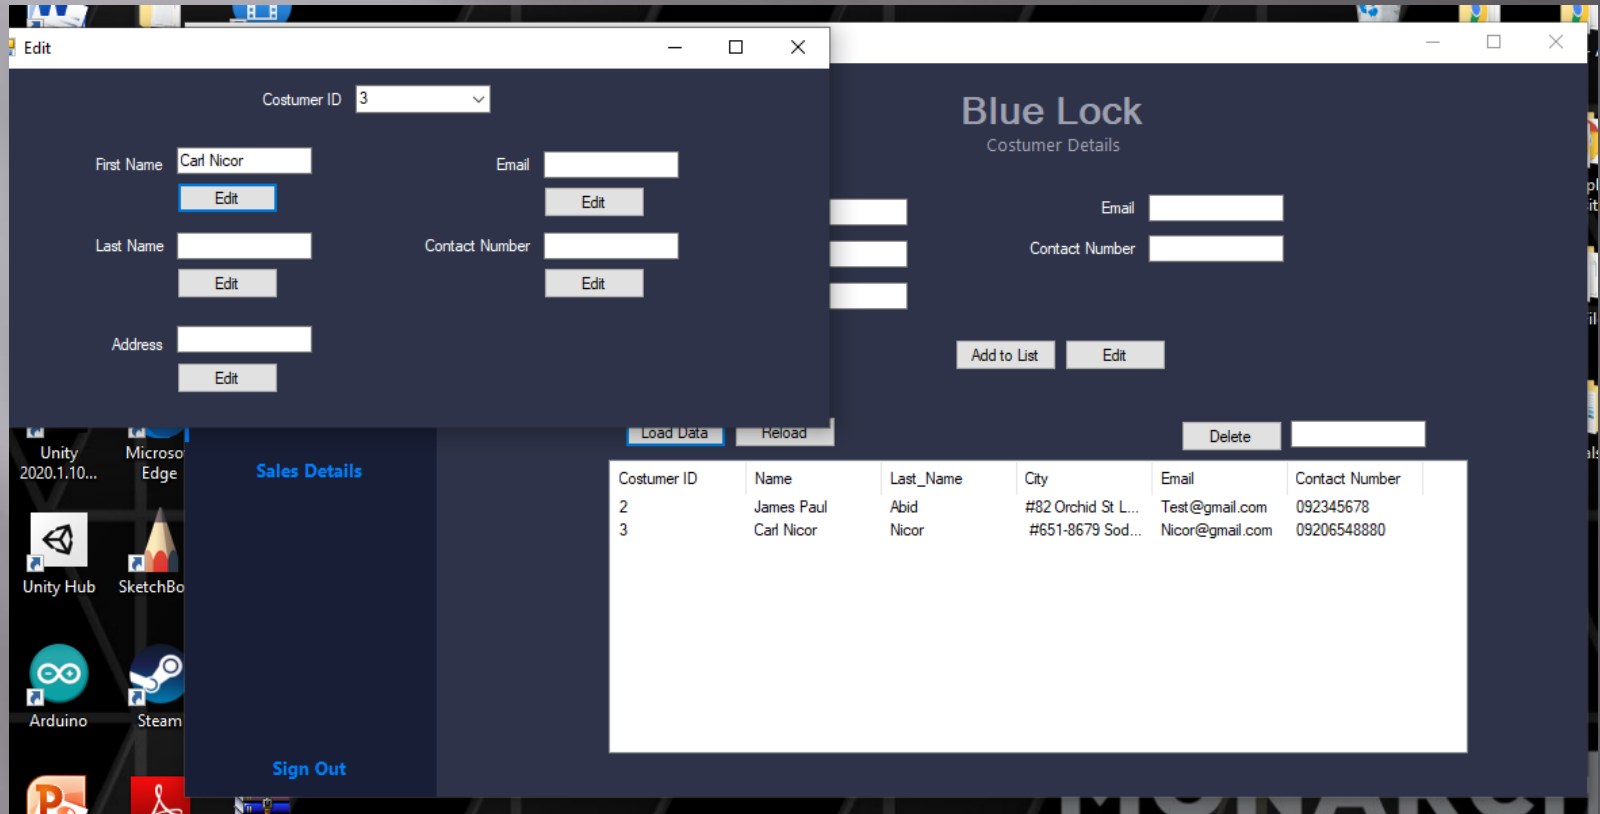 Edit
Costumer ID 3
First Name Carl Nicor
Edit
Email
Edit
Last Name
Edit
Contact Number
Edit
Address
Edit
Blue Lock
Costumer Details
Email
Contact Number
Add to List Edit
Load Data Reload
Delete
Costumer ID Name Last_Name City Email Contact Number
2 James Paul Abid #82 Orchid St L... Test@gmail.com 092345678
3 Carl Nicor Nicor #651-8679 Sod... Nicor@gmail.com 09206548880
Sales Details
Sign Out
Unity
2020.1.10...
Microso
Edge
Unity Hub
SketchBo
Arduino
Steam